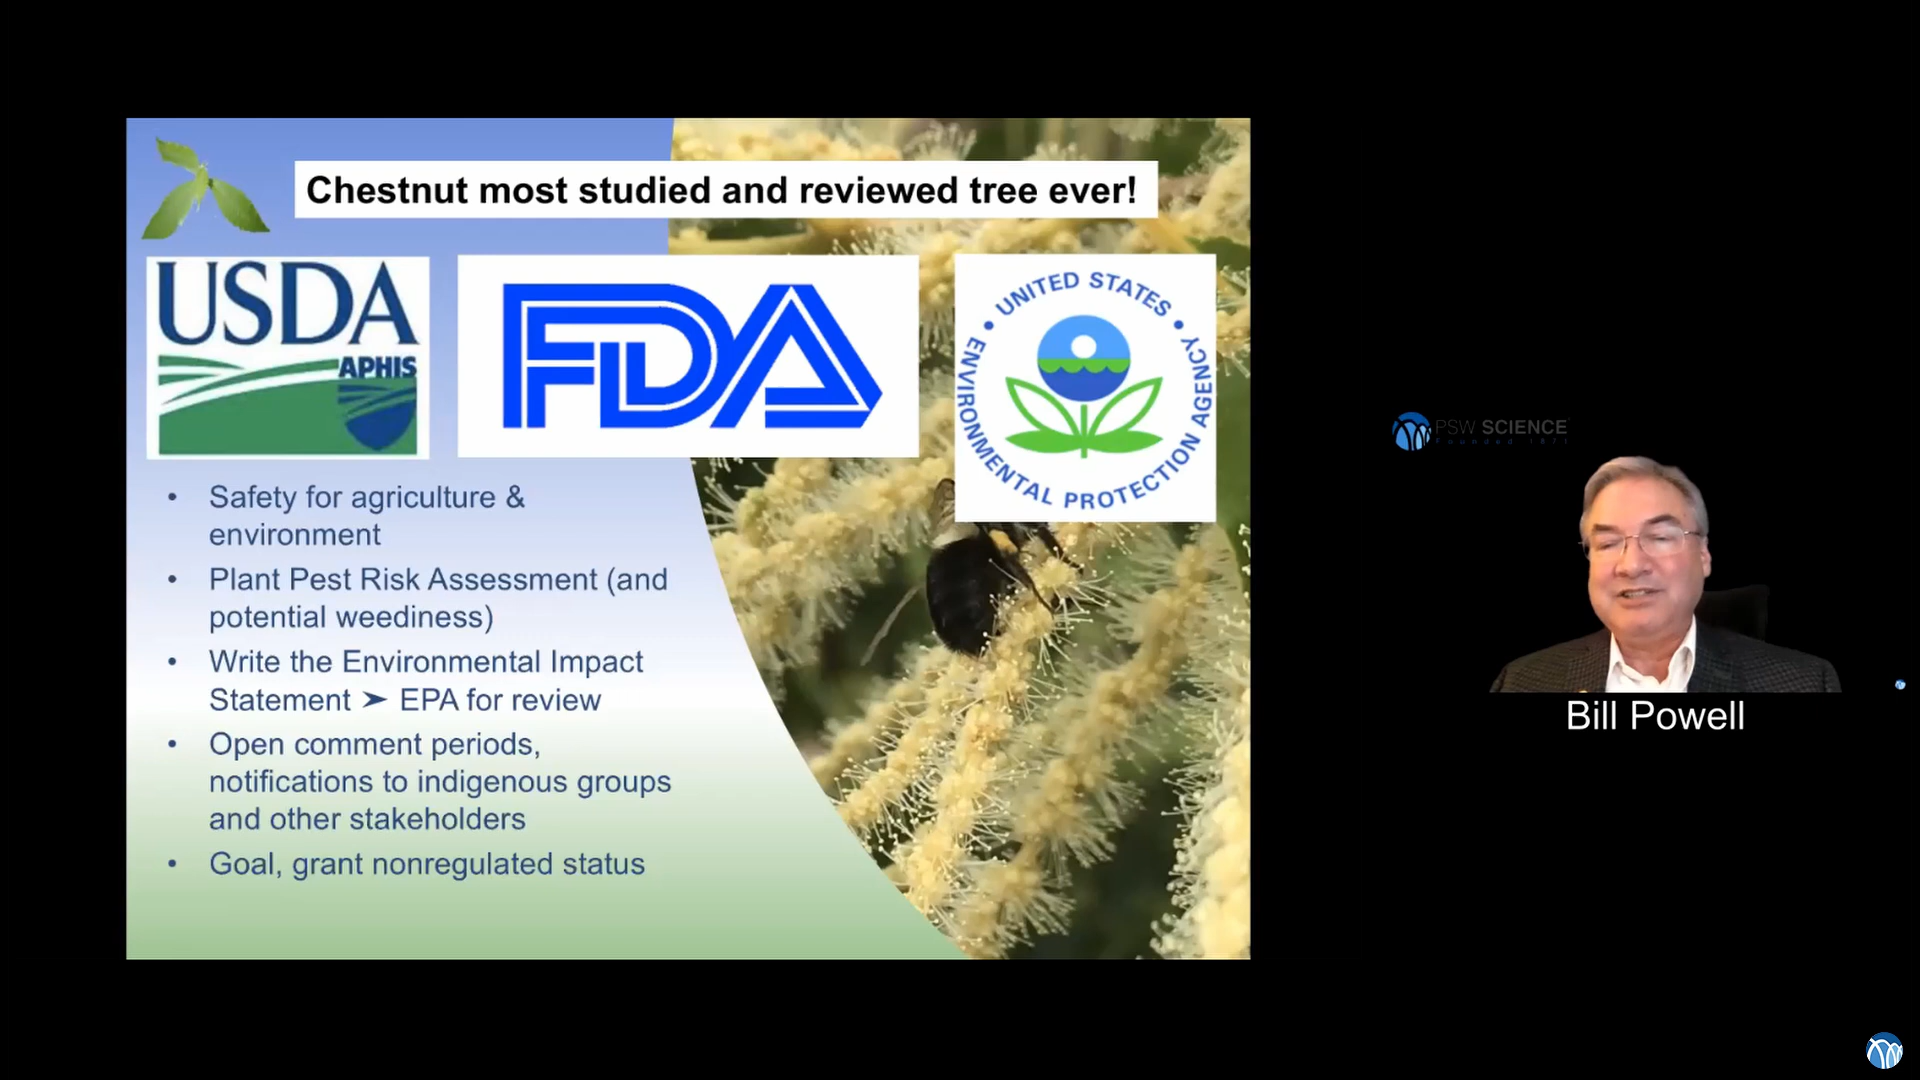 Chestnut most studied and reviewed tree ever!
USDA
APHIS
FDA
UNITED STATES
ENVIRONMENTAL PROTECTION AGENCY
• Safety for agriculture &
environment
• Plant Pest Risk Assessment (and
potential weediness)
• Write the Environmental Impact
Statement ➤ EPA for review
• Open comment periods,
notifications to indigenous groups
and other stakeholders
• Goal, grant nonregulated status
PSW SCIENCE
Founded 1871
Bill Powell